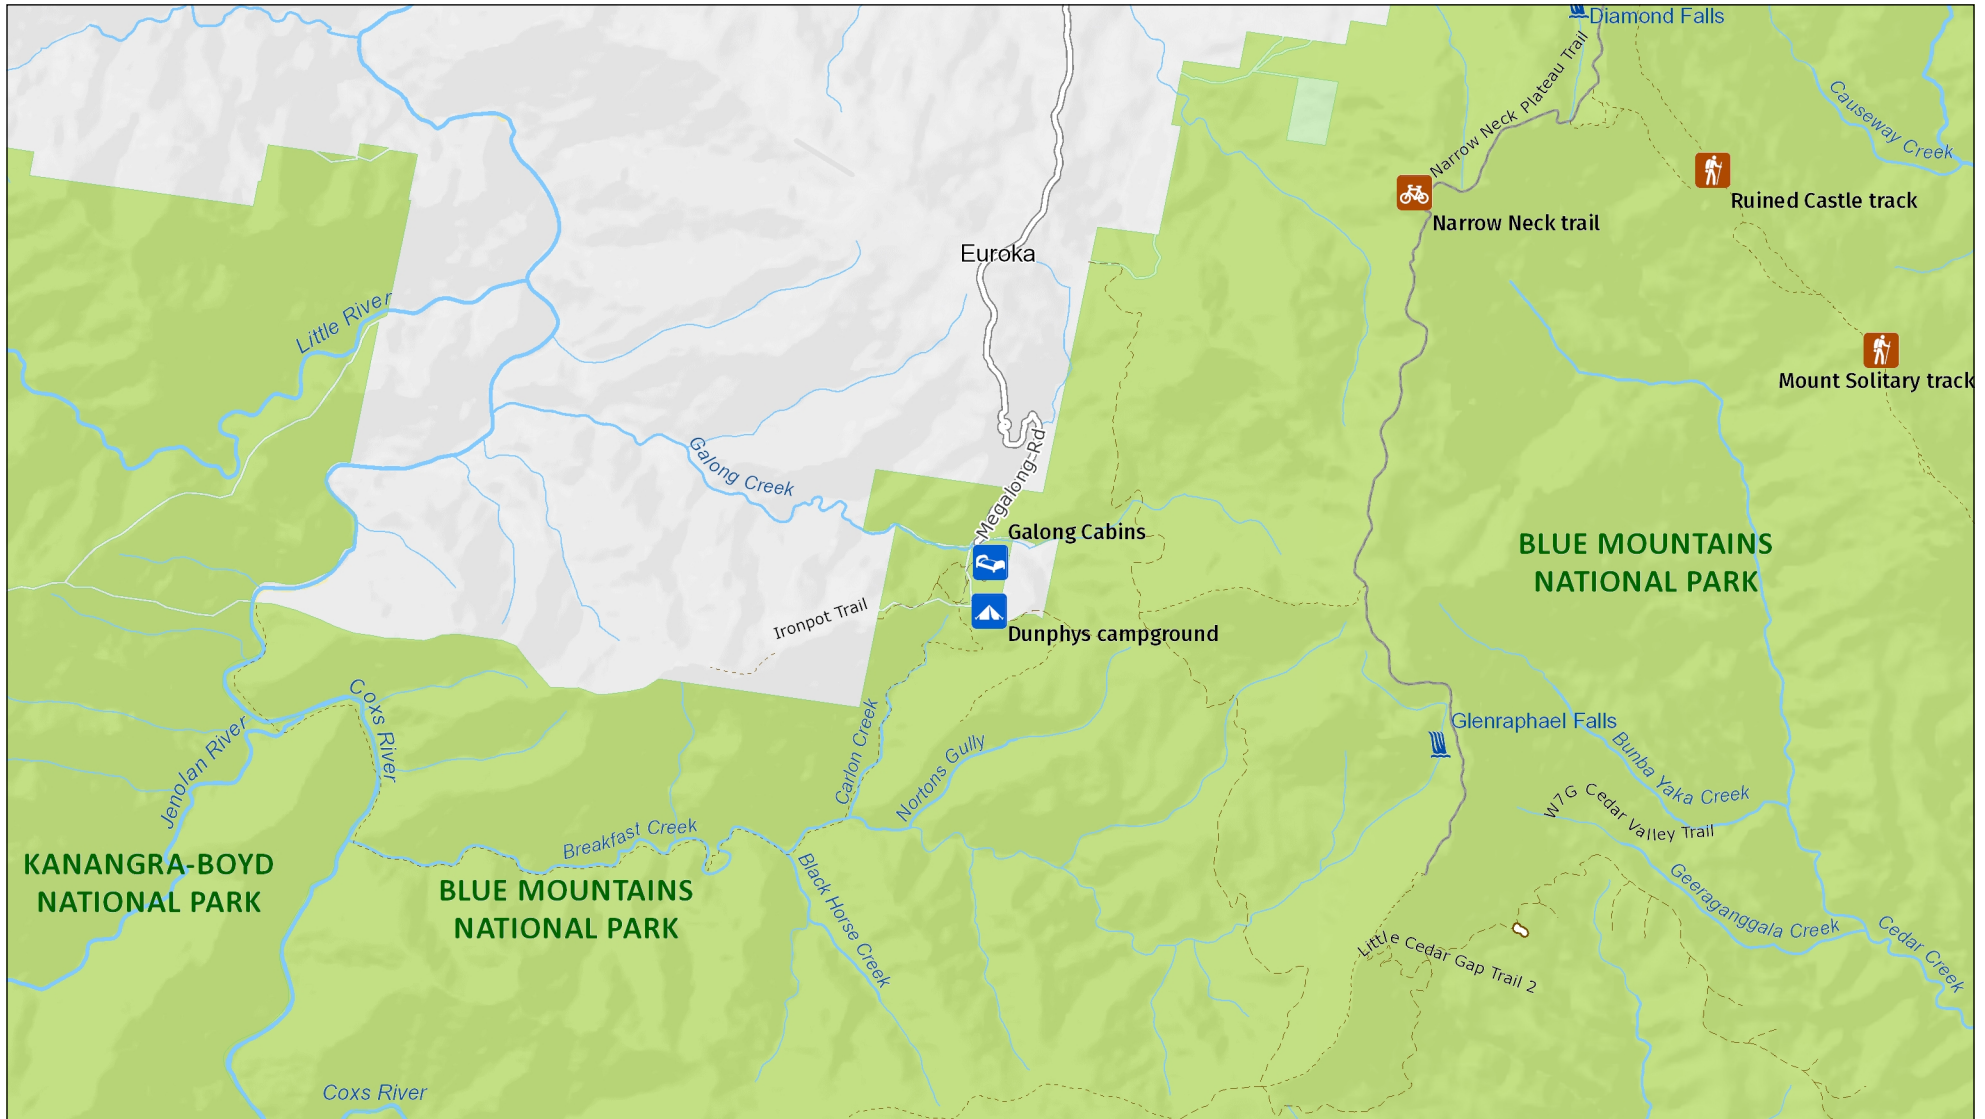 Diamond Falls
Narrow Neck Plateau Trail
Causeway Creek
Ruined Castle track
Narrow Neck trail
Euroka
Little River
Mount Solitary track
Galong Creek
Megalong Rd
Galong Cabins
BLUE MOUNTAINS
NATIONAL PARK
Ironpot Trail
Dunphys campground
Coxs River
Jenolan River
Carlon Creek
Nortons Gully
Glenraphael Falls
Bunba Yaka Creek
W7G Cedar Valley Trail
Breakfast Creek
KANANGRA-BOYD
NATIONAL PARK
BLUE MOUNTAINS
NATIONAL PARK
Black Horse Creek
Geeraganggala Creek
Cedar Creek
Little Cedar Gap Trail 2
Coxs River